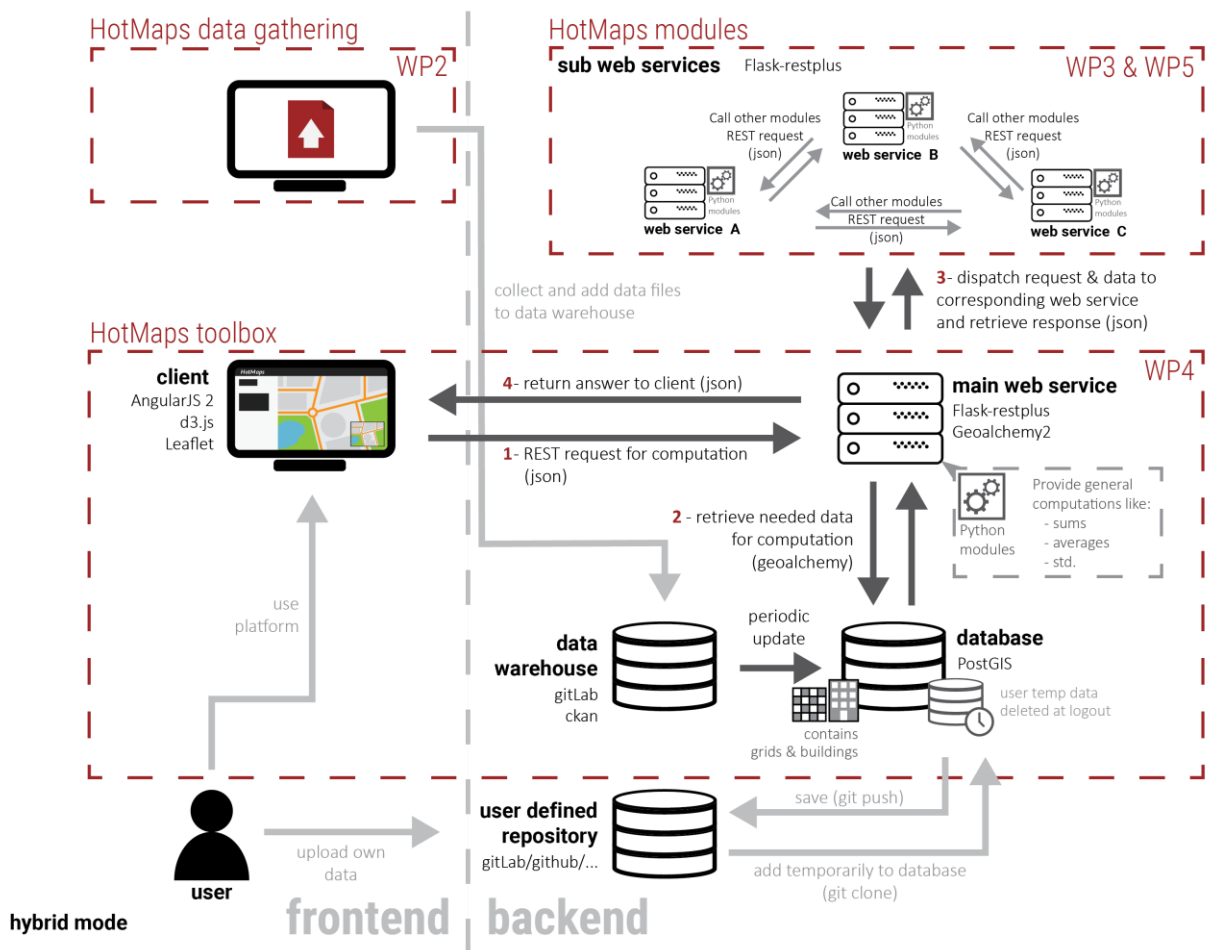 HotMaps data gathering
WP2
HotMaps modules
sub web services Flask-restplus
WP3 & WP5
Call other modules
REST request
(json)
Python
modules
web service B
Call other modules
REST request
(json)
Python
modules
web service A
Call other modules
REST request
(json)
Python
modules
web service C
collect and add data files
to data warehouse
3- dispatch request & data to
corresponding web service
and retrieve response (json)
HotMaps toolbox
WP4
client
AngularJS 2
d3.js
Leaflet
HotMaps
4- return answer to client (json)
1- REST request for computation
(json)
main web service
Flask-restplus
Geoalchemy2
Python
modules
Provide general
computations like:
- sums
- averages
- std.
2 - retrieve needed data
for computation
(geoalchemy)
use
platform
data
warehouse
gitLab
ckan
periodic
update
database
PostGIS
user temp data
deleted at logout
contains
grids & buildings
save (git push)
user defined
repository
gitLab/github/...
add temporarily to database
(git clone)
upload own
data
user
hybrid mode
frontend
backend